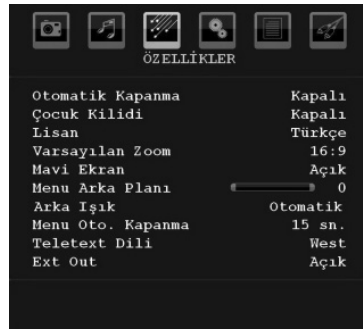 ÖZELLİKLER
Otomatik Kapanma Kapalı
Çocuk Kilidi Kapalı
Lisan Türkçe
Varsayılan Zoom 16:9
Mavi Ekran Açık
Menu Arka Planı 0
Arka Işık Otomatik
Menu Oto. Kapanma 15 sn.
Teletext Dili West
Ext Out Açık